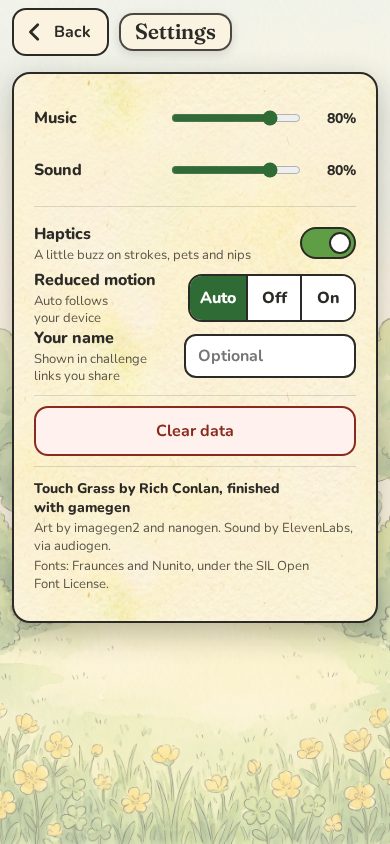 Back
Settings
Music
80%
Sound
80%
Haptics
A little buzz on strokes, pets and nips
Reduced motion
Auto follows
your device
Auto
Off
On
Your name
Shown in challenge
links you share
Optional
Clear data
Touch Grass by Rich Conlan, finished
with gamegen
Art by imagegen2 and nanogen. Sound by ElevenLabs,
via audiogen.
Fonts: Fraunces and Nunito, under the SIL Open
Font License.